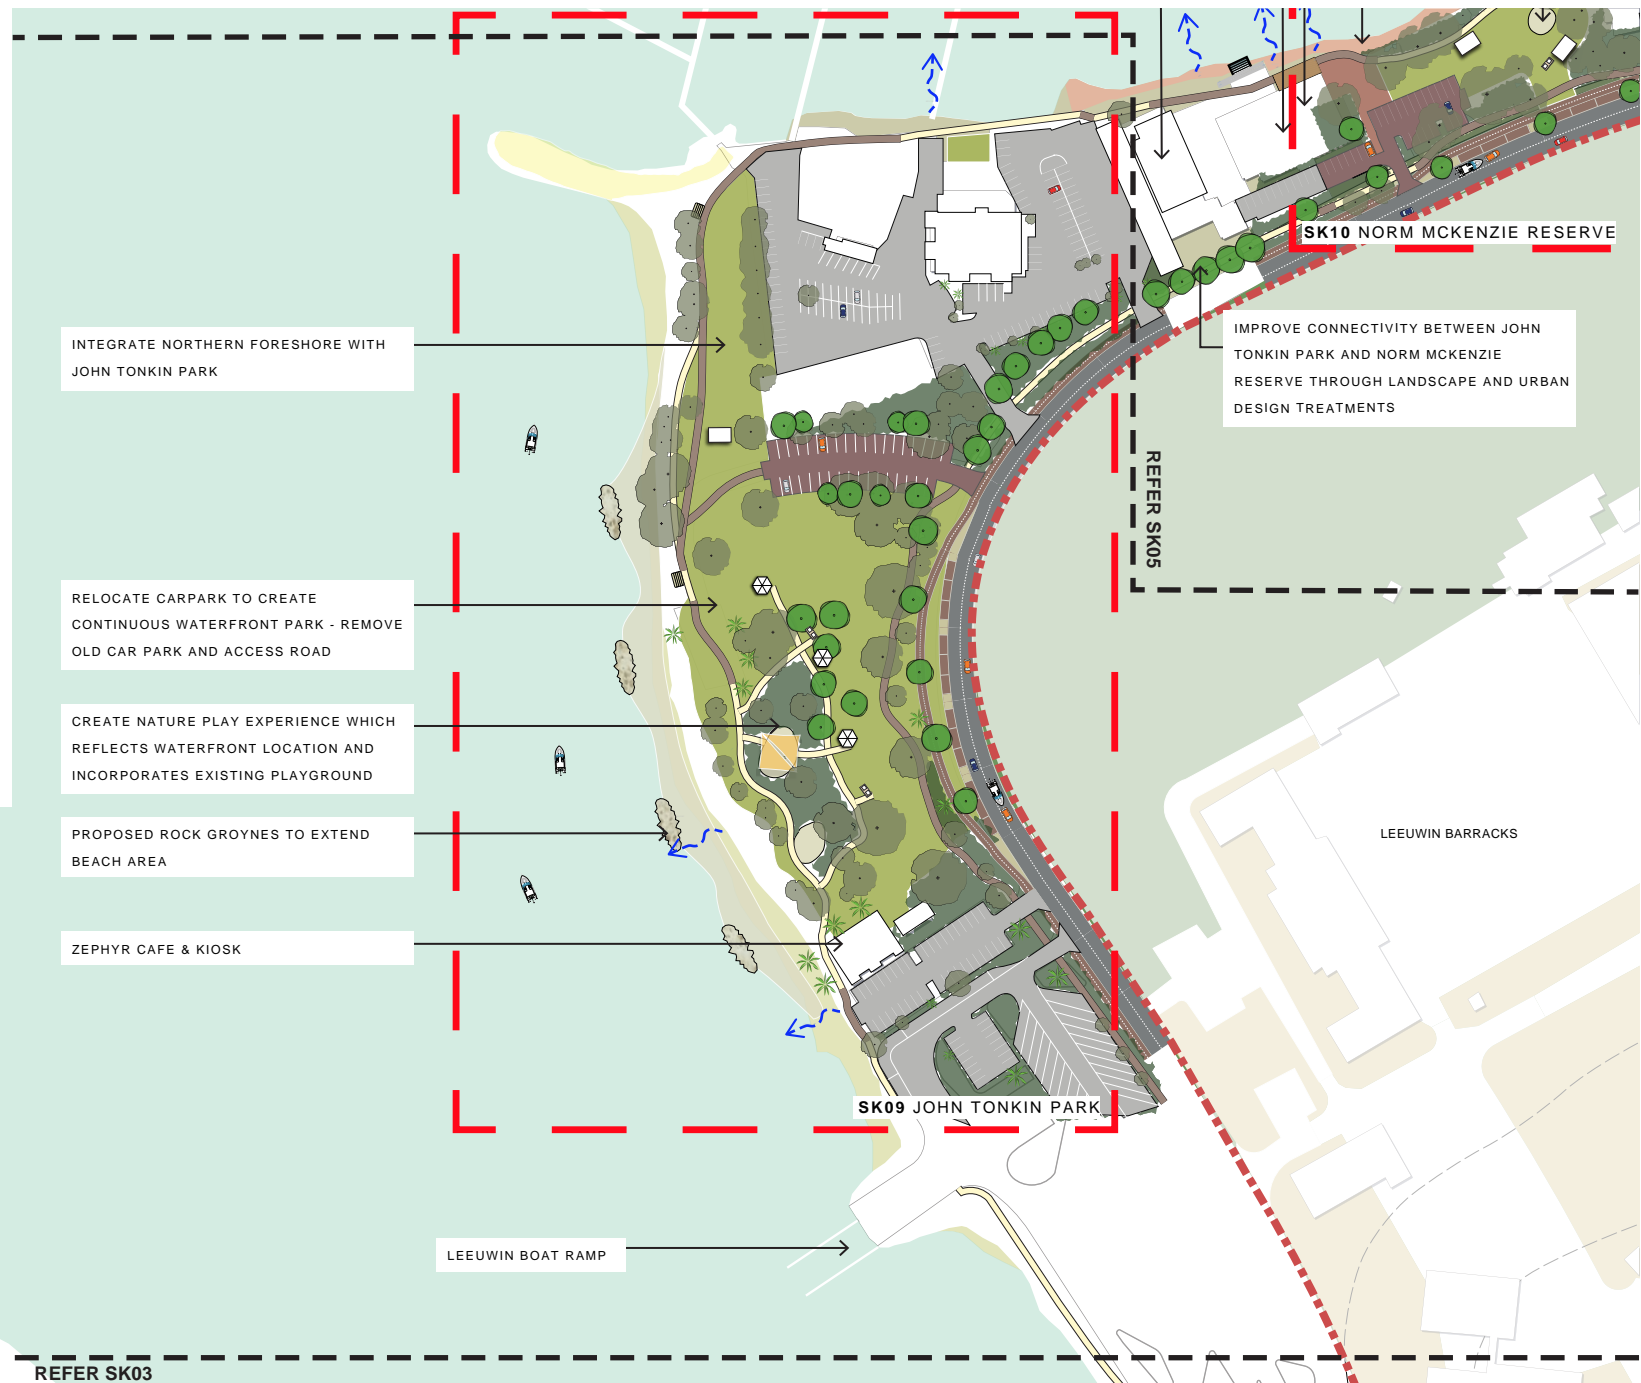 SK10 NORM MCKENZIE RESERVE
INTEGRATE NORTHERN FORESHORE WITH
JOHN TONKIN PARK
IMPROVE CONNECTIVITY BETWEEN JOHN
TONKIN PARK AND NORM MCKENZIE
RESERVE THROUGH LANDSCAPE AND URBAN
DESIGN TREATMENTS
REFER SK05
RELOCATE CARPARK TO CREATE
CONTINUOUS WATERFRONT PARK - REMOVE
OLD CAR PARK AND ACCESS ROAD
CREATE NATURE PLAY EXPERIENCE WHICH
REFLECTS WATERFRONT LOCATION AND
INCORPORATES EXISTING PLAYGROUND
PROPOSED ROCK GROYNES TO EXTEND
BEACH AREA
LEEUWIN BARRACKS
ZEPHYR CAFE & KIOSK
SK09 JOHN TONKIN PARK
LEEUWIN BOAT RAMP
REFER SK03